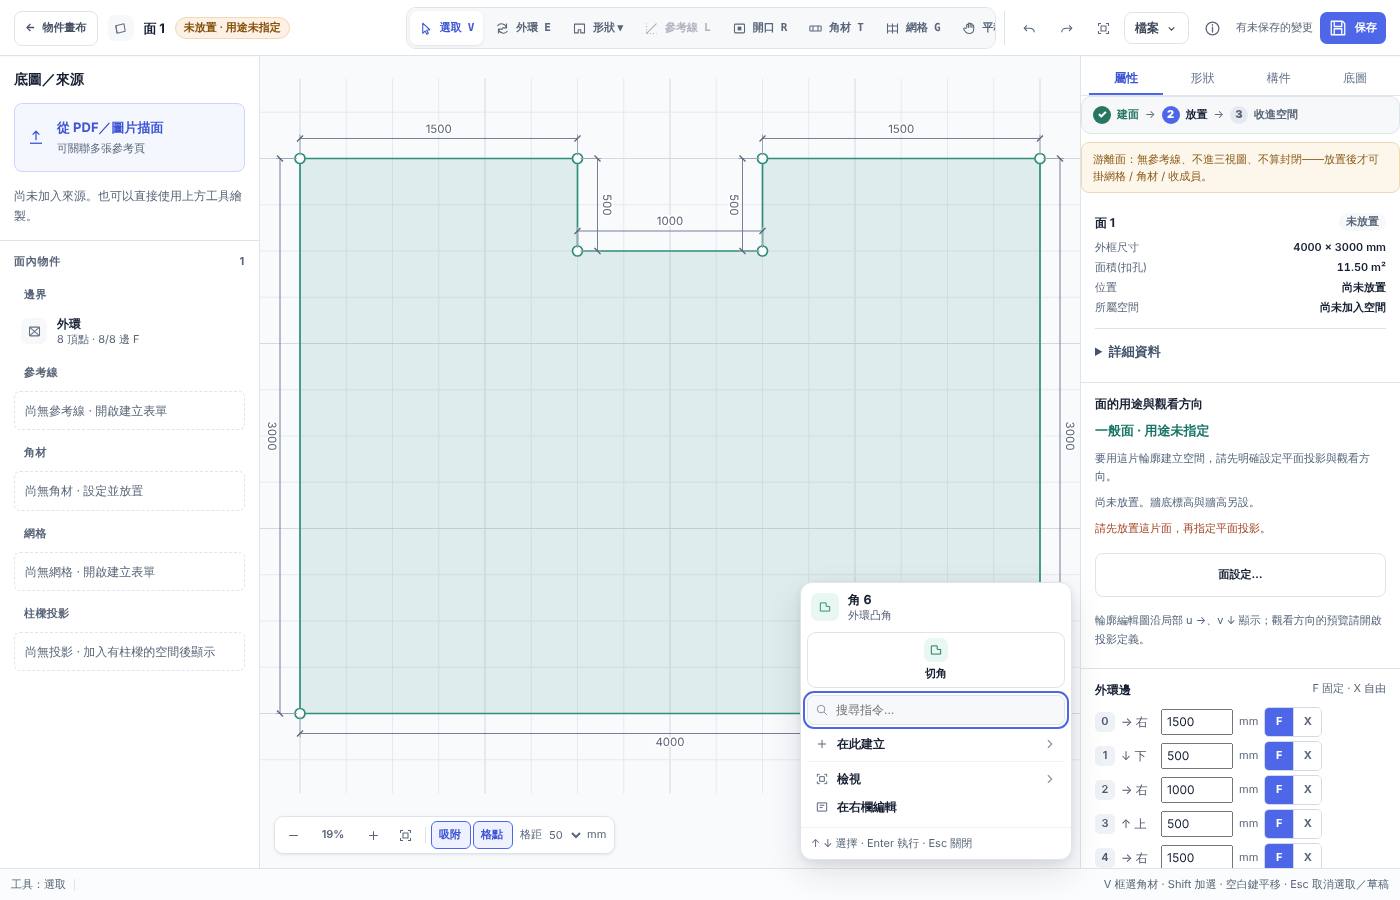 物件畫布
面 1
未放置 · 用途未指定
選取 V
外環 E
形狀 ▾
參考線 L
開口 R
角材 T
網格 G
檔案
有未保存的變更
保存
底圖／來源
從 PDF／圖片描面
可關聯多張參考頁
尚未加入來源。也可以直接使用上方工具繪
製。
面內物件 1
邊界
外環
8 頂點 · 8/8 邊 F
參考線
尚無參考線 · 開啟建立表單
角材
尚無角材 · 設定並放置
網格
尚無網格 · 開啟建立表單
柱樑投影
尚無投影 · 加入有柱樑的空間後顯示
1500
1500
500
500
1000
3000
3000
4000
角 6
外環凸角
切角
搜尋指令...
在此建立
檢視
在右欄編輯
↑ ↓ 選擇 · Enter 執行 · Esc 關閉
19%
吸附
格點
格距 50 mm
屬性
形狀
構件
底圖
建面 → 2 放置 → 3 收進空間
游離面：無參考線、不進三視圖、不算封閉——放置後才可
掛網格 / 角材 / 收成員。
面 1 未放置
外框尺寸 4000 × 3000 mm
面積(扣孔) 11.50 m²
位置 尚未放置
所屬空間 尚未加入空間
▶ 詳細資料
面的用途與觀看方向
一般面 · 用途未指定
要用這片輪廓建立空間，請先明確設定平面投影與觀看方
向。
尚未放置。牆底標高與牆高另設。
請先放置這片面，再指定平面投影。
面設定...
輪廓編輯圖沿局部 u →、v ↓ 顯示；觀看方向的預覽請開啟
投影定義。
外環邊 F 固定 · X 自由
0 → 右 1500 mm F X
1 ↓ 下 500 mm F X
2 → 右 1000 mm F X
3 ↑ 上 500 mm F X
4 → 右 1500 mm F X
工具：選取
V 框選角材 · Shift 加選 · 空白鍵平移 · Esc 取消選取／草稿